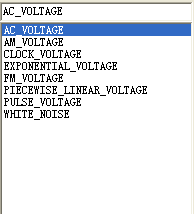 AC_VOLTAGE
AC_VOLTAGE
AM_VOLTAGE
CLOCK_VOLTAGE
EXPONENTIAL_VOLTAGE
FM_VOLTAGE
PIECEWISE_LINEAR_VOLTAGE
PULSE_VOLTAGE
WHITE_NOISE